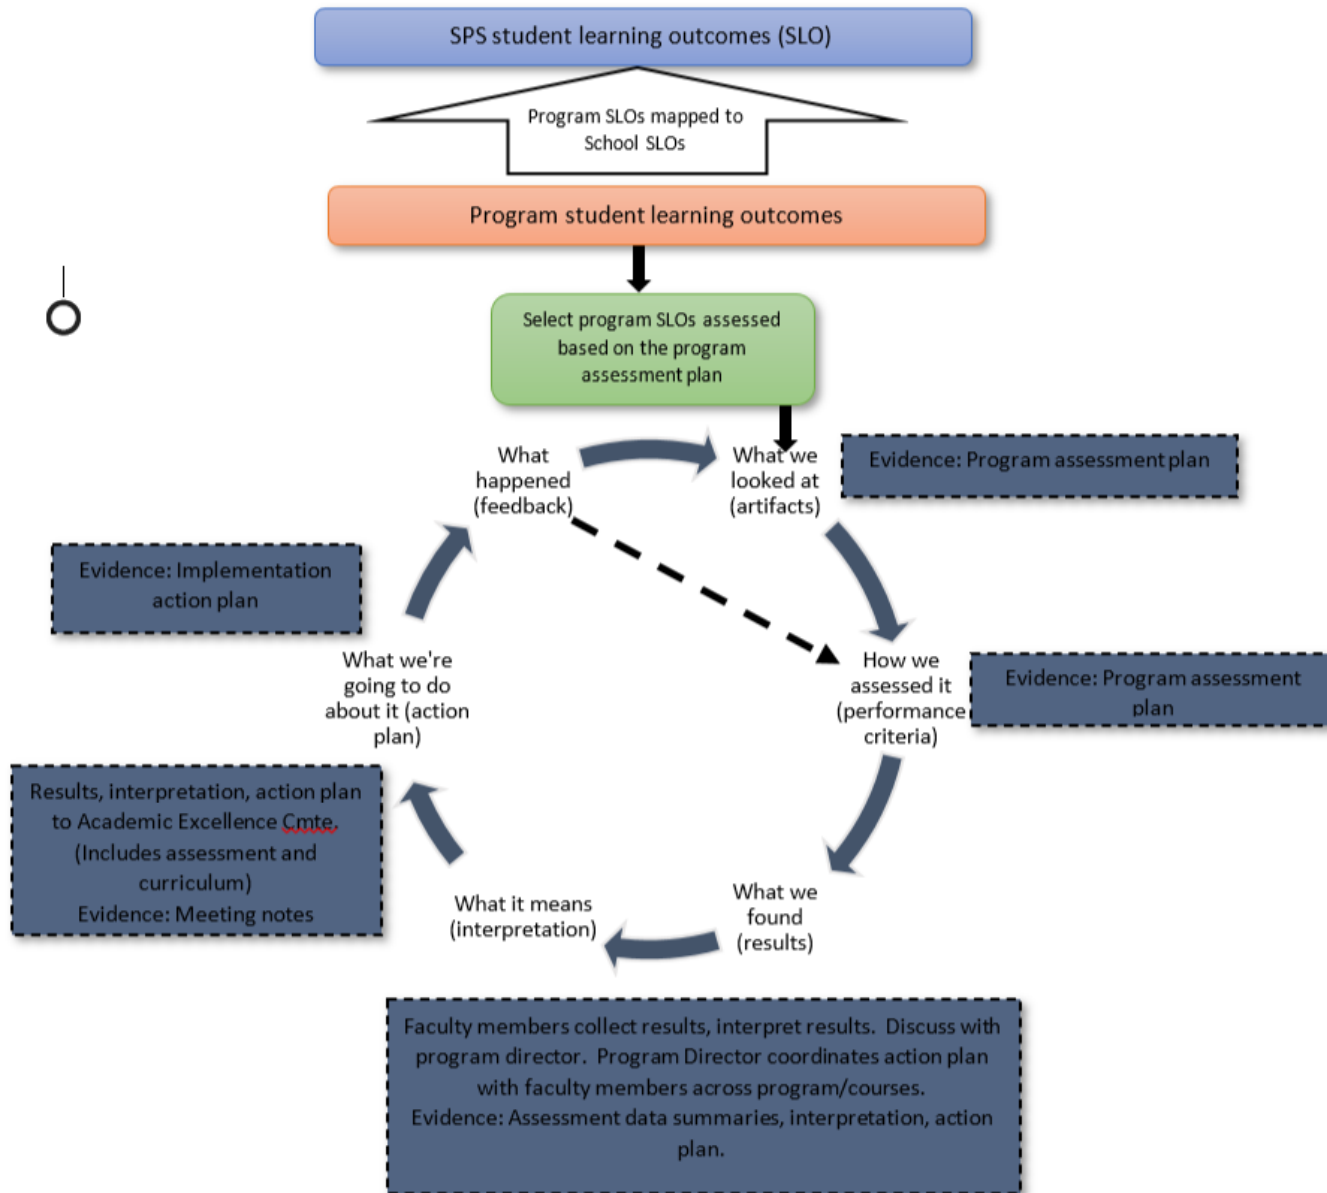 SPS student learning outcomes (SLO)
Program SLOs mapped to
School SLOs
Program student learning outcomes
Select program SLOs assessed
based on the program
assessment plan
What
happened
(feedback)
What we
looked at
(artifacts)
Evidence: Program assessment plan
Evidence: Implementation
action plan
What we're
going to do
about it (action
plan)
How we
assessed it
(performance
criteria)
Evidence: Program assessment
plan
Results, interpretation, action plan
to Academic Excellence Cmte.
(Includes assessment and
curriculum)
Evidence: Meeting notes
What it means
(interpretation)
What we
found
(results)
Faculty members collect results, interpret results.  Discuss with
program director.  Program Director coordinates action plan
with faculty members across program/courses.
Evidence: Assessment data summaries, interpretation, action
plan.